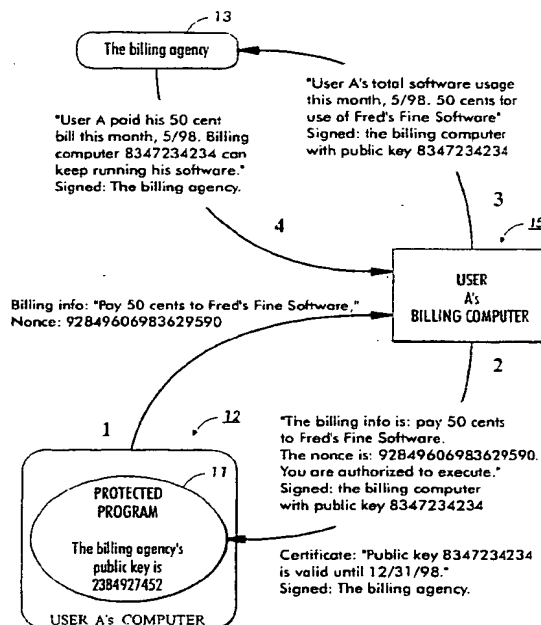 13
The billing agency
"User A's total software usage
this month, 5/98. 50 cents for
use of Fred's Fine Software"
Signed: the billing computer
with public key 8347234234
"User A paid his 50 cent
bill this month, 5/98. Billing
computer 8347234234 can
keep running his software."
Signed: The billing agency.
3
4
15
USER
A's
BILLING COMPUTER
Billing info: "Pay 50 cents to Fred's Fine Software,"
Nonce: 92849606983629590
2
1
12
"The billing info is: pay 50 cents
to Fred's Fine Software.
The nonce is: 92849606983629590.
You are authorized to execute."
Signed: the billing computer
with public key 8347234234
11
PROTECTED
PROGRAM
The billing agency's
public key is
2384927452
Certificate: "Public key 8347234234
is valid until 12/31/98."
Signed: The billing agency.
USER A's COMPUTER